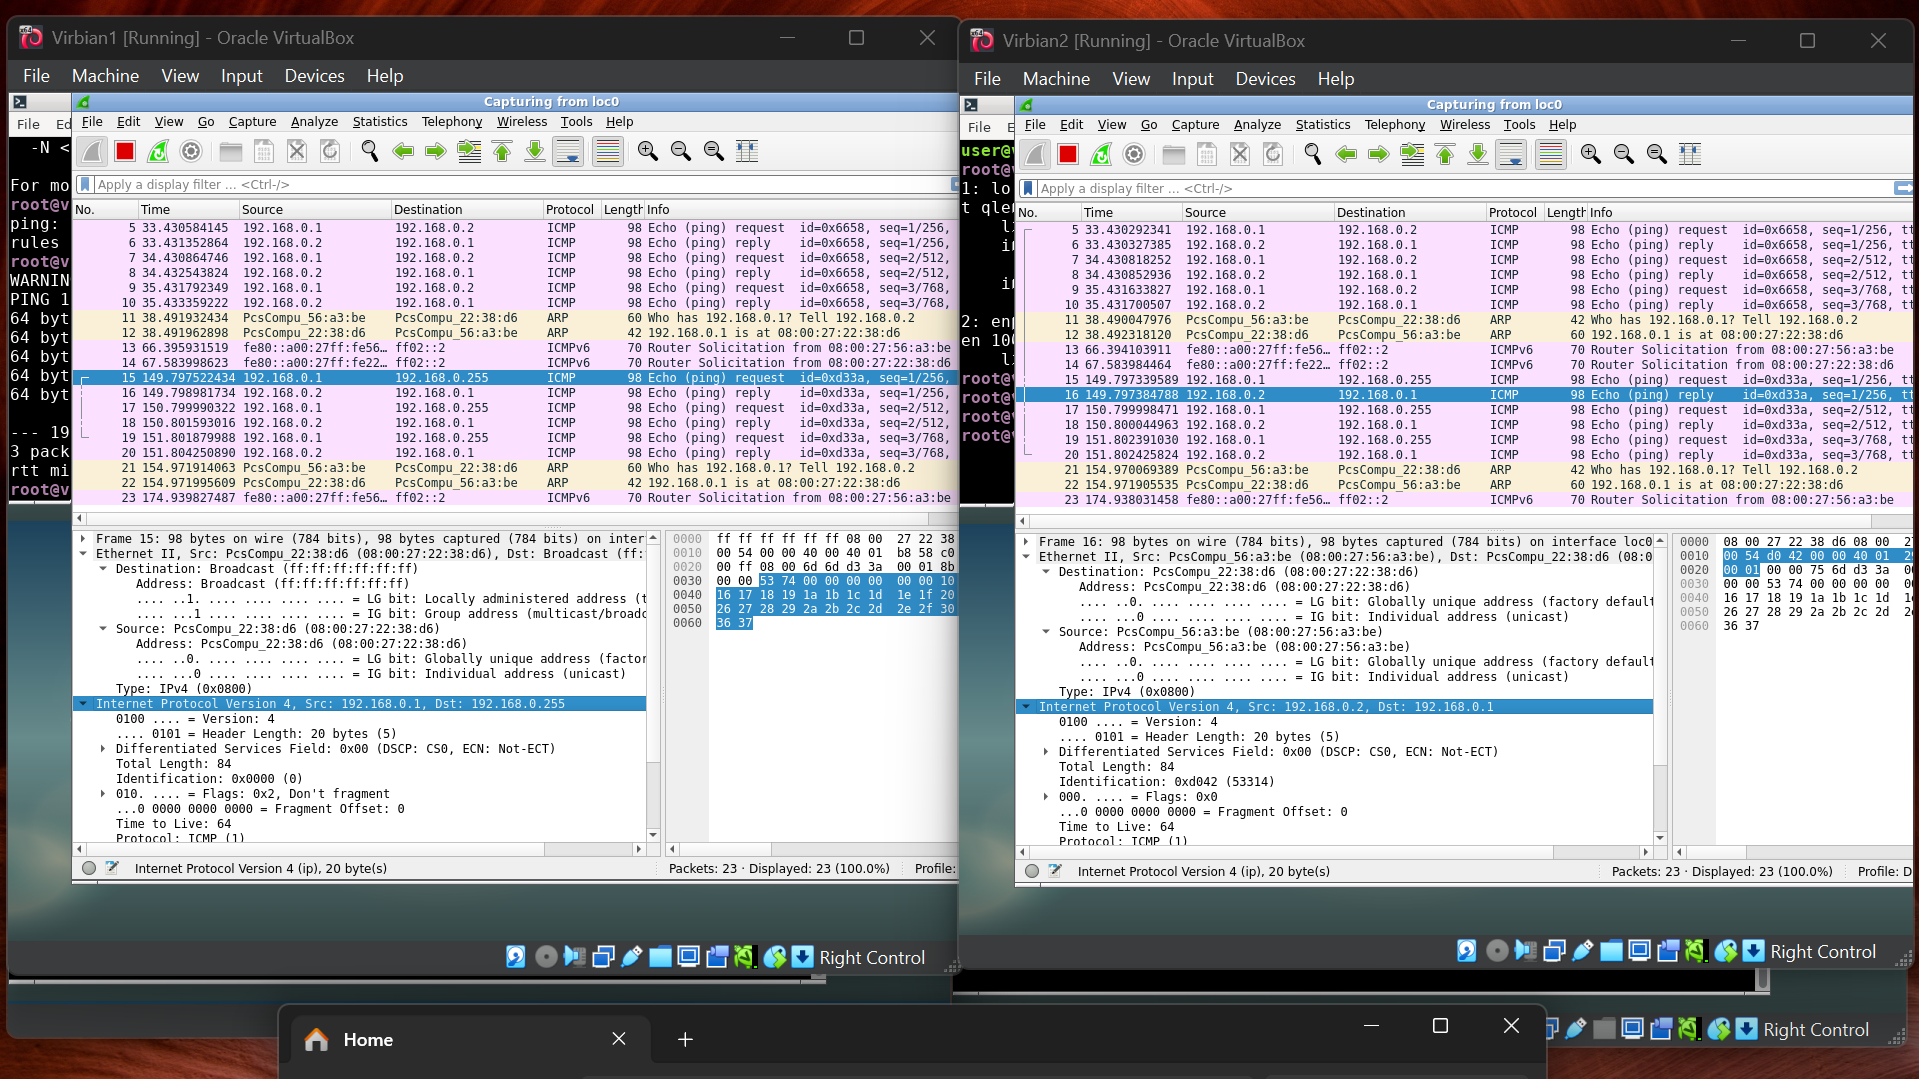 Virbian1 [Running] - Oracle VirtualBox
File Machine View Input Devices Help
File Ed
-N <
For mo
root@v
ping:
rules
root@v
WARNIN
PING 1
64 byt
64 byt
64 byt
64 byt
64 byt
--- 19
3 pack
rtt mi
root@v
Capturing from loc0
File Edit View Go Capture Analyze Statistics Telephony Wireless Tools Help
Apply a display filter ... <Ctrl-/>
No. Time Source Destination Protocol Length Info
5 33.430584145 192.168.0.1 192.168.0.2 ICMP 98 Echo (ping) request id=0x6658, seq=1/256,
6 33.431352864 192.168.0.2 192.168.0.1 ICMP 98 Echo (ping) reply id=0x6658, seq=1/256,
7 34.430864746 192.168.0.1 192.168.0.2 ICMP 98 Echo (ping) request id=0x6658, seq=2/512,
8 34.432543824 192.168.0.2 192.168.0.1 ICMP 98 Echo (ping) reply id=0x6658, seq=2/512,
9 35.431792349 192.168.0.1 192.168.0.2 ICMP 98 Echo (ping) request id=0x6658, seq=3/768,
10 35.433359222 192.168.0.2 192.168.0.1 ICMP 98 Echo (ping) reply id=0x6658, seq=3/768,
11 38.491932434 PcsCompu_56:a3:be PcsCompu_22:38:d6 ARP 60 Who has 192.168.0.1? Tell 192.168.0.2
12 38.491962898 PcsCompu_22:38:d6 PcsCompu_56:a3:be ARP 42 192.168.0.1 is at 08:00:27:22:38:d6
13 66.395931519 fe80::a00:27ff:fe56… ff02::2 ICMPv6 70 Router Solicitation from 08:00:27:56:a3:be
14 67.583998623 fe80::a00:27ff:fe22… ff02::2 ICMPv6 70 Router Solicitation from 08:00:27:22:38:d6
15 149.797522434 192.168.0.1 192.168.0.255 ICMP 98 Echo (ping) request id=0xd33a, seq=1/256,
16 149.798981734 192.168.0.2 192.168.0.1 ICMP 98 Echo (ping) reply id=0xd33a, seq=1/256,
17 150.799990322 192.168.0.1 192.168.0.255 ICMP 98 Echo (ping) request id=0xd33a, seq=2/512,
18 150.801593016 192.168.0.2 192.168.0.1 ICMP 98 Echo (ping) reply id=0xd33a, seq=2/512,
19 151.801879988 192.168.0.1 192.168.0.255 ICMP 98 Echo (ping) request id=0xd33a, seq=3/768,
20 151.804250890 192.168.0.2 192.168.0.1 ICMP 98 Echo (ping) reply id=0xd33a, seq=3/768,
21 154.971914063 PcsCompu_56:a3:be PcsCompu_22:38:d6 ARP 60 Who has 192.168.0.1? Tell 192.168.0.2
22 154.971995609 PcsCompu_22:38:d6 PcsCompu_56:a3:be ARP 42 192.168.0.1 is at 08:00:27:22:38:d6
23 174.939827487 fe80::a00:27ff:fe56… ff02::2 ICMPv6 70 Router Solicitation from 08:00:27:56:a3:be
Frame 15: 98 bytes on wire (784 bits), 98 bytes captured (784 bits) on inter
Ethernet II, Src: PcsCompu_22:38:d6 (08:00:27:22:38:d6), Dst: Broadcast (ff:
Destination: Broadcast (ff:ff:ff:ff:ff:ff)
Address: Broadcast (ff:ff:ff:ff:ff:ff)
.... ..1. .... .... .... .... = LG bit: Locally administered address (t
.... ...1 .... .... .... .... = IG bit: Group address (multicast/broadc
Source: PcsCompu_22:38:d6 (08:00:27:22:38:d6)
Address: PcsCompu_22:38:d6 (08:00:27:22:38:d6)
.... ..0. .... .... .... .... = LG bit: Globally unique address (factor
.... ...0 .... .... .... .... = IG bit: Individual address (unicast)
Type: IPv4 (0x0800)
Internet Protocol Version 4, Src: 192.168.0.1, Dst: 192.168.0.255
0100 .... = Version: 4
.... 0101 = Header Length: 20 bytes (5)
Differentiated Services Field: 0x00 (DSCP: CS0, ECN: Not-ECT)
Total Length: 84
Identification: 0x0000 (0)
010. .... = Flags: 0x2, Don't fragment
...0 0000 0000 0000 = Fragment Offset: 0
Time to Live: 64
Protocol: ICMP (1)
0000 ff ff ff ff ff ff 08 00 27 22 38
0010 00 54 00 00 40 00 40 01 b8 58 c0
0020 00 ff 08 00 6d 6d d3 3a 00 01 8b
0030 00 00 53 74 00 00 00 00 00 00 10
0040 16 17 18 19 1a 1b 1c 1d 1e 1f 20
0050 26 27 28 29 2a 2b 2c 2d 2e 2f 30
0060 36 37
Internet Protocol Version 4 (ip), 20 byte(s) Packets: 23 · Displayed: 23 (100.0%) Profile:
Right Control
Virbian2 [Running] - Oracle VirtualBox
File Machine View Input Devices Help
File E
user@v
root@v
1: lo
t qlen
li
in
in
2: enp
en 100
li
root@v
root@v
root@v
root@v
Capturing from loc0
File Edit View Go Capture Analyze Statistics Telephony Wireless Tools Help
Apply a display filter ... <Ctrl-/>
No. Time Source Destination Protocol Length Info
5 33.430292341 192.168.0.1 192.168.0.2 ICMP 98 Echo (ping) request id=0x6658, seq=1/256, tt
6 33.430327385 192.168.0.2 192.168.0.1 ICMP 98 Echo (ping) reply id=0x6658, seq=1/256, tt
7 34.430818252 192.168.0.1 192.168.0.2 ICMP 98 Echo (ping) request id=0x6658, seq=2/512, tt
8 34.430852936 192.168.0.2 192.168.0.1 ICMP 98 Echo (ping) reply id=0x6658, seq=2/512, tt
9 35.431633827 192.168.0.1 192.168.0.2 ICMP 98 Echo (ping) request id=0x6658, seq=3/768, tt
10 35.431700507 192.168.0.2 192.168.0.1 ICMP 98 Echo (ping) reply id=0x6658, seq=3/768, tt
11 38.490047976 PcsCompu_56:a3:be PcsCompu_22:38:d6 ARP 42 Who has 192.168.0.1? Tell 192.168.0.2
12 38.492318120 PcsCompu_22:38:d6 PcsCompu_56:a3:be ARP 60 192.168.0.1 is at 08:00:27:22:38:d6
13 66.394103911 fe80::a00:27ff:fe56… ff02::2 ICMPv6 70 Router Solicitation from 08:00:27:56:a3:be
14 67.583984464 fe80::a00:27ff:fe22… ff02::2 ICMPv6 70 Router Solicitation from 08:00:27:22:38:d6
15 149.797339589 192.168.0.1 192.168.0.255 ICMP 98 Echo (ping) request id=0xd33a, seq=1/256, tt
16 149.797384788 192.168.0.2 192.168.0.1 ICMP 98 Echo (ping) reply id=0xd33a, seq=1/256, tt
17 150.799998471 192.168.0.1 192.168.0.255 ICMP 98 Echo (ping) request id=0xd33a, seq=2/512, tt
18 150.800044963 192.168.0.2 192.168.0.1 ICMP 98 Echo (ping) reply id=0xd33a, seq=2/512, tt
19 151.802391030 192.168.0.1 192.168.0.255 ICMP 98 Echo (ping) request id=0xd33a, seq=3/768, tt
20 151.802425824 192.168.0.2 192.168.0.1 ICMP 98 Echo (ping) reply id=0xd33a, seq=3/768, tt
21 154.970069389 PcsCompu_56:a3:be PcsCompu_22:38:d6 ARP 42 Who has 192.168.0.1? Tell 192.168.0.2
22 154.971905535 PcsCompu_22:38:d6 PcsCompu_56:a3:be ARP 60 192.168.0.1 is at 08:00:27:22:38:d6
23 174.938031458 fe80::a00:27ff:fe56… ff02::2 ICMPv6 70 Router Solicitation from 08:00:27:56:a3:be
Frame 16: 98 bytes on wire (784 bits), 98 bytes captured (784 bits) on interface loc0
Ethernet II, Src: PcsCompu_56:a3:be (08:00:27:56:a3:be), Dst: PcsCompu_22:38:d6 (08:0
Destination: PcsCompu_22:38:d6 (08:00:27:22:38:d6)
Address: PcsCompu_22:38:d6 (08:00:27:22:38:d6)
.... ..0. .... .... .... .... = LG bit: Globally unique address (factory default
.... ...0 .... .... .... .... = IG bit: Individual address (unicast)
Source: PcsCompu_56:a3:be (08:00:27:56:a3:be)
Address: PcsCompu_56:a3:be (08:00:27:56:a3:be)
.... ..0. .... .... .... .... = LG bit: Globally unique address (factory default
.... ...0 .... .... .... .... = IG bit: Individual address (unicast)
Type: IPv4 (0x0800)
Internet Protocol Version 4, Src: 192.168.0.2, Dst: 192.168.0.1
0100 .... = Version: 4
.... 0101 = Header Length: 20 bytes (5)
Differentiated Services Field: 0x00 (DSCP: CS0, ECN: Not-ECT)
Total Length: 84
Identification: 0xd042 (53314)
000. .... = Flags: 0x0
...0 0000 0000 0000 = Fragment Offset: 0
Time to Live: 64
Protocol: ICMP (1)
0000 08 00 27 22 38 d6 08 00 27
0010 00 54 d0 42 00 00 40 01 29
0020 00 01 00 00 75 6d d3 3a 00
0030 00 00 53 74 00 00 00 00 00
0040 16 17 18 19 1a 1b 1c 1d 1e
0050 26 27 28 29 2a 2b 2c 2d 2e
0060 36 37
Internet Protocol Version 4 (ip), 20 byte(s) Packets: 23 · Displayed: 23 (100.0%) Profile: D
Right Control
Home
Right Control